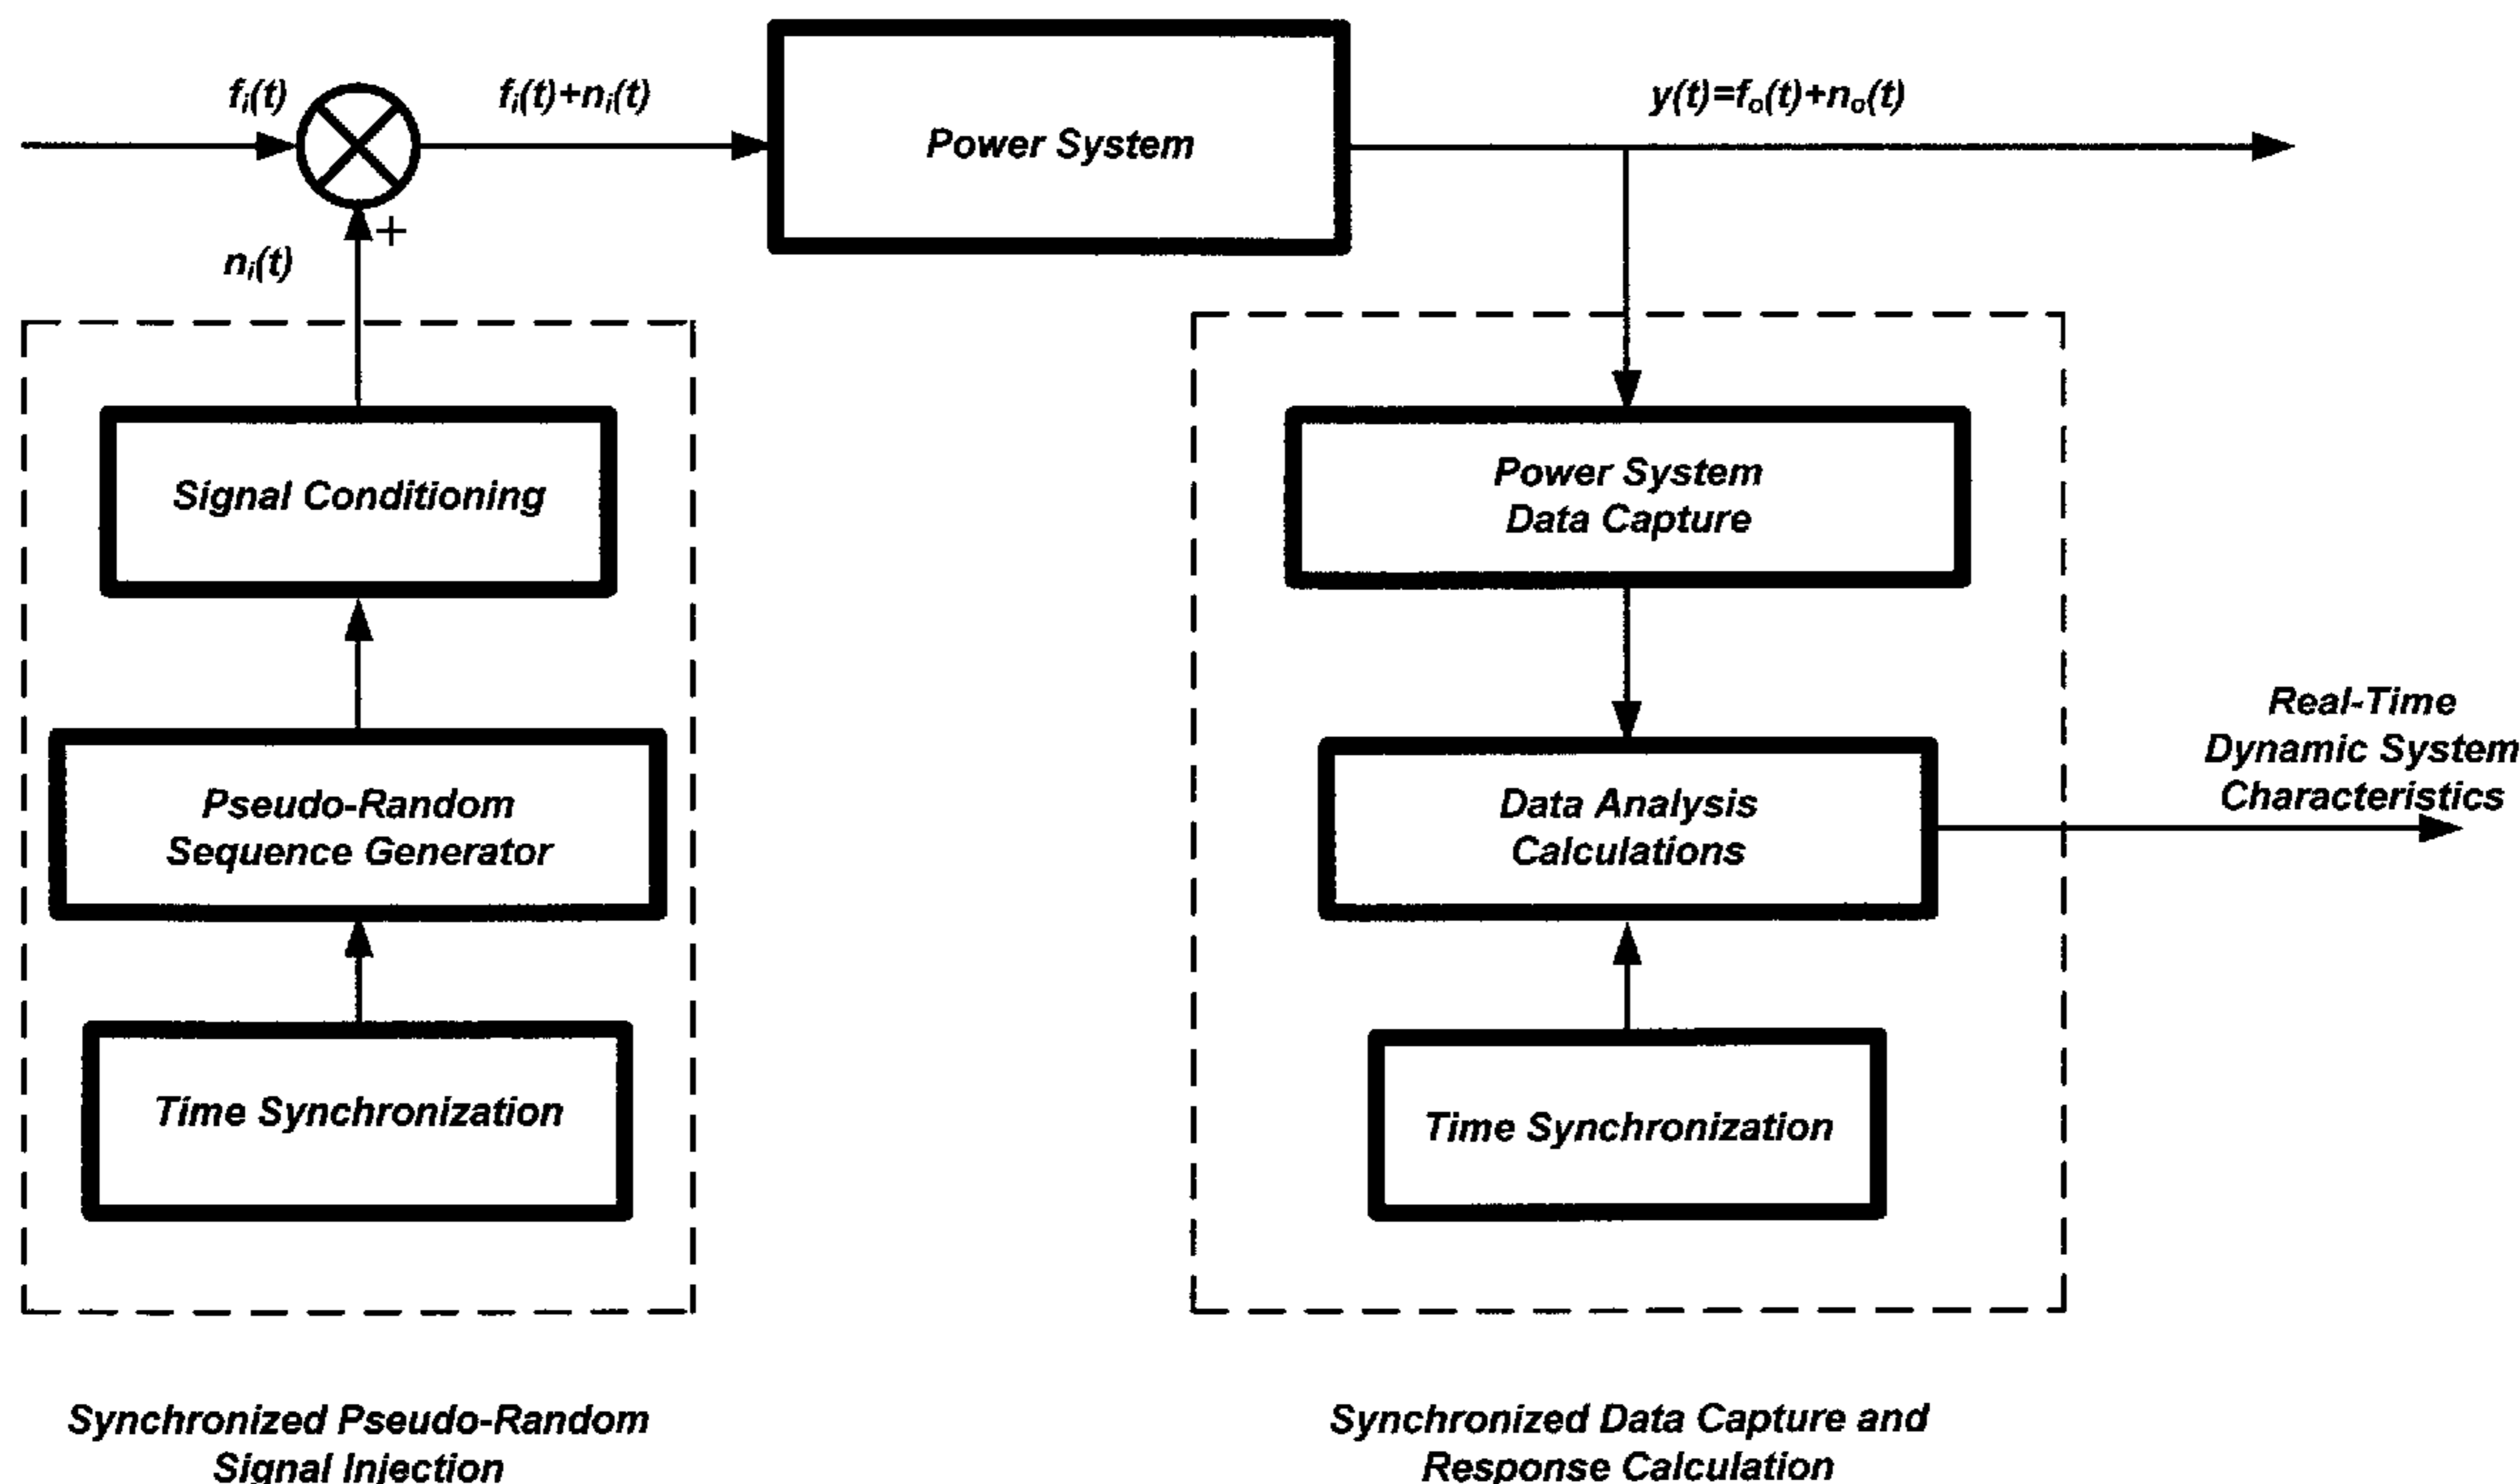 fᵢ(t)
fᵢ(t)+nᵢ(t)
Power System
y(t)=fₒ(t)+nₒ(t)
+
nᵢ(t)
Signal Conditioning
Pseudo-Random
Sequence Generator
Time Synchronization
Synchronized Pseudo-Random
Signal Injection
Power System
Data Capture
Data Analysis
Calculations
Time Synchronization
Real-Time
Dynamic System
Characteristics
Synchronized Data Capture and
Response Calculation